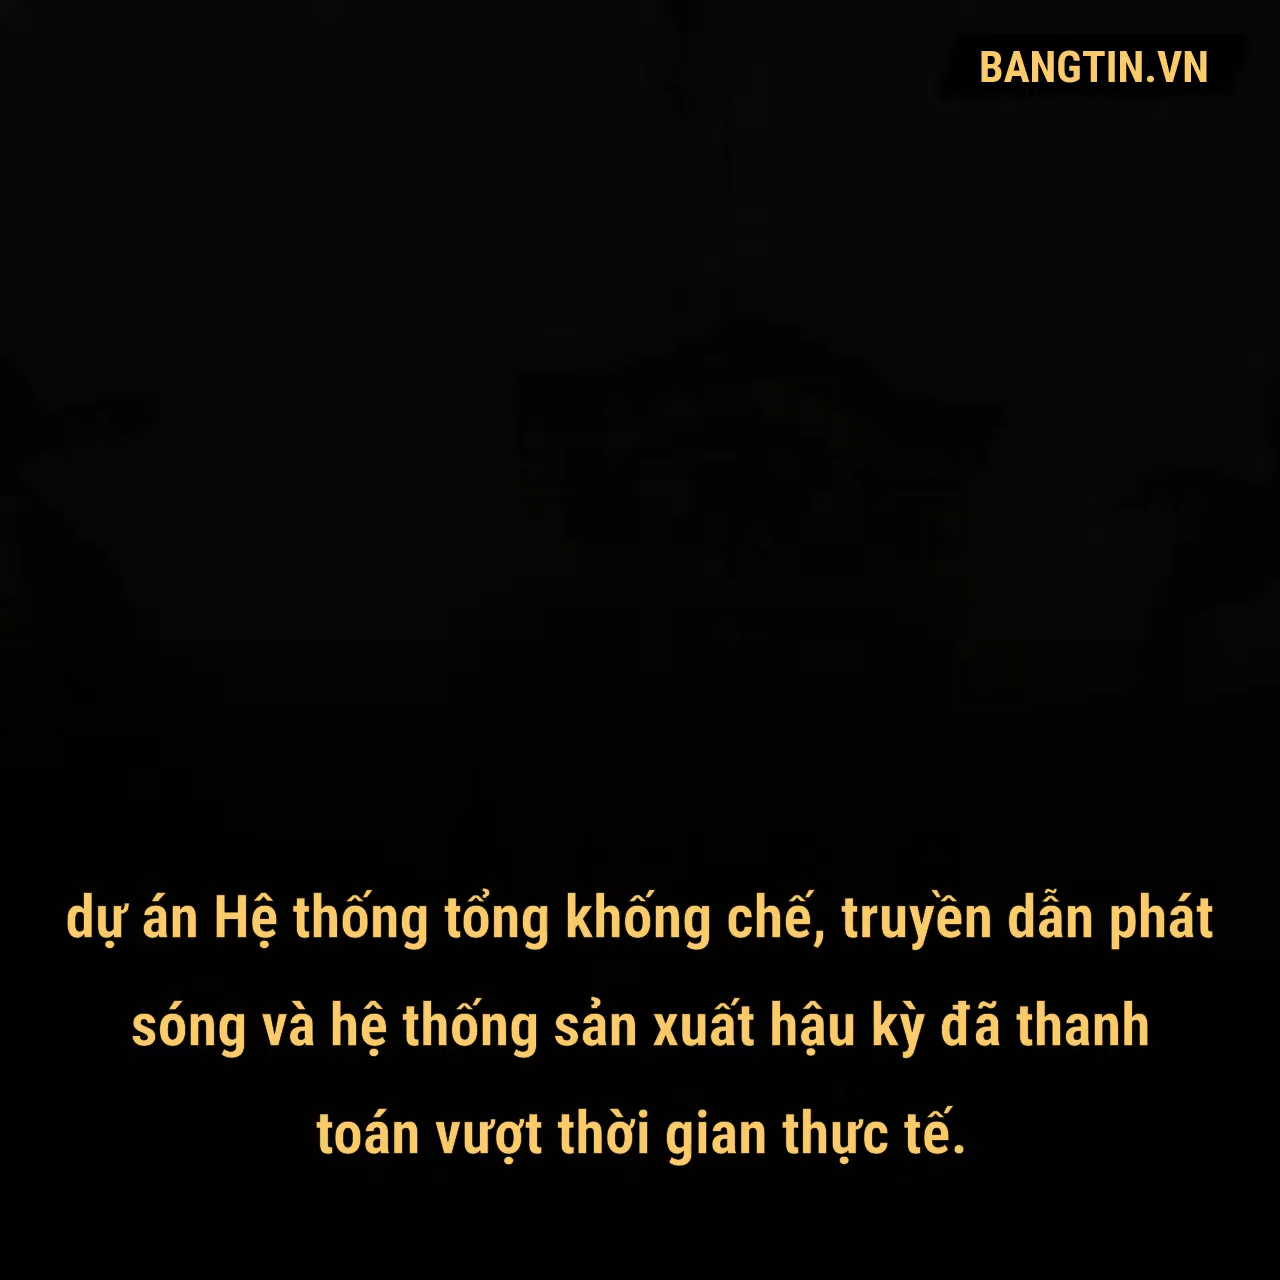 BANGTIN.VN
dự án Hệ thống tổng khống chế, truyền dẫn phát
sóng và hệ thống sản xuất hậu kỳ đã thanh
toán vượt thời gian thực tế.